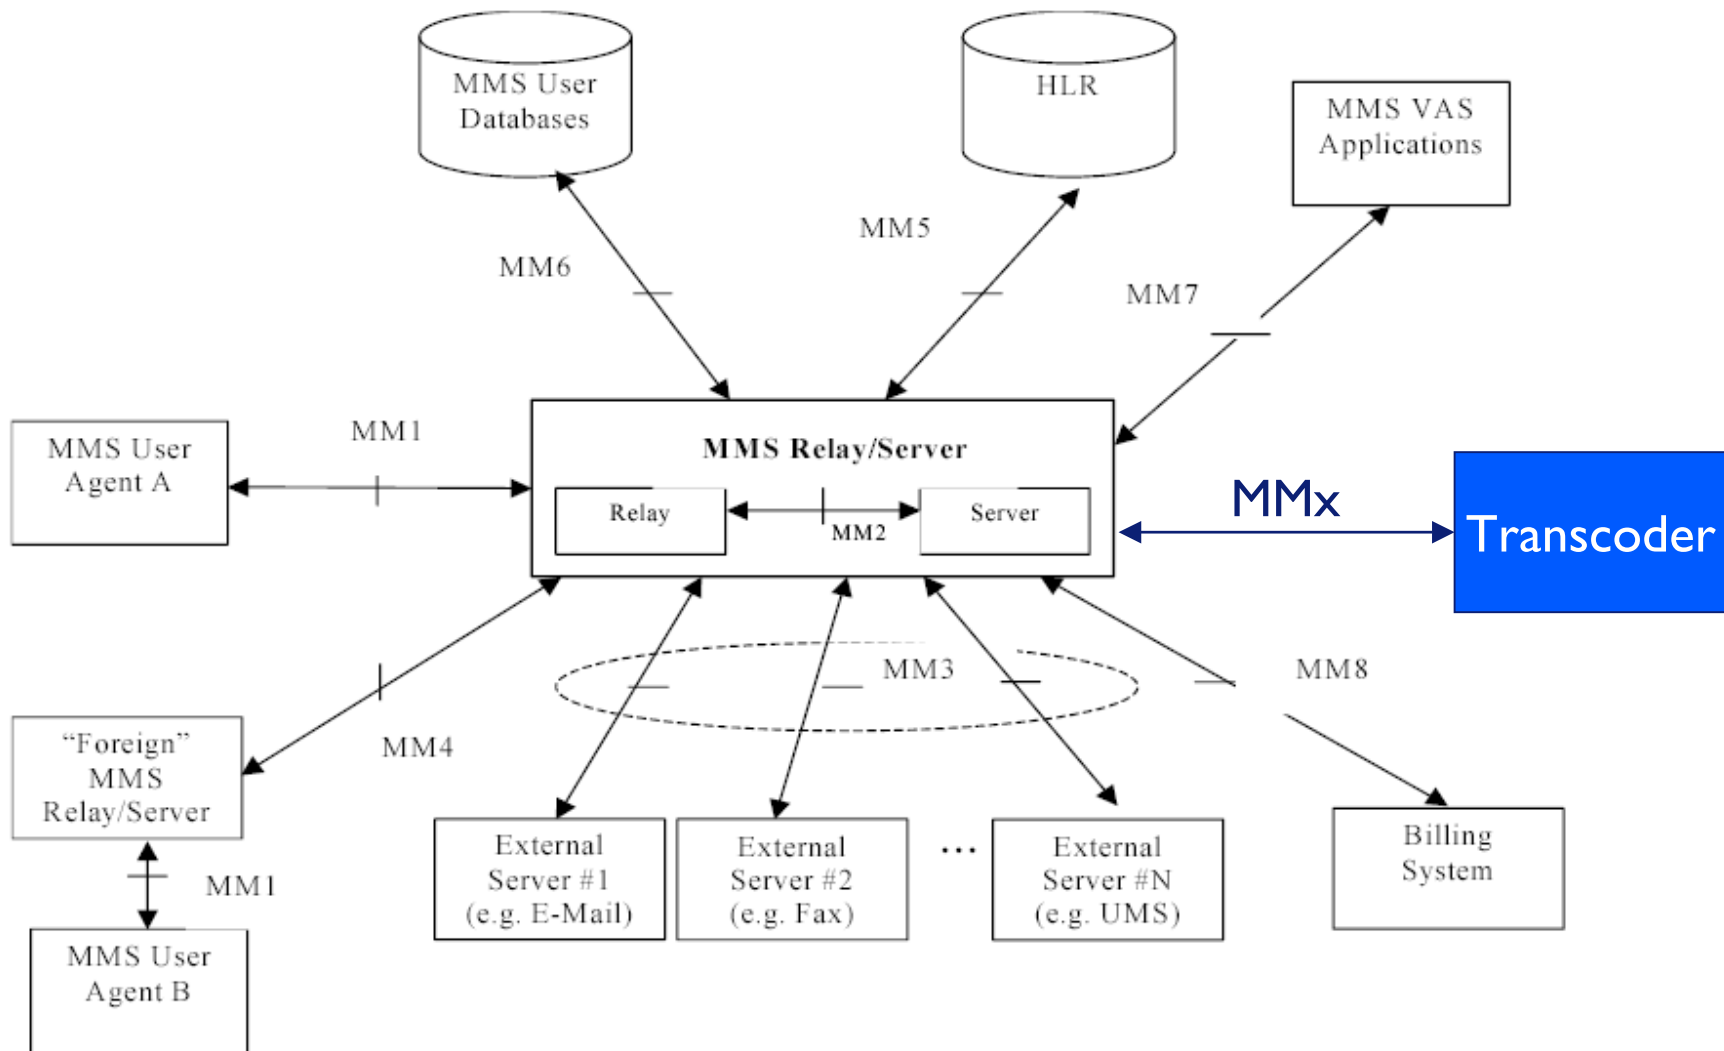 MMS User
Databases
HLR
MMS VAS
Applications
MM6
MM5
MM7
MMS User
Agent A
MM1
MMS Relay/Server
Relay
MM2
Server
MMx
Transcoder
MM3
MM8
MM4
“Foreign”
MMS
Relay/Server
MM1
MMS User
Agent B
External
Server #1
(e.g. E-Mail)
External
Server #2
(e.g. Fax)
...
External
Server #N
(e.g. UMS)
Billing
System